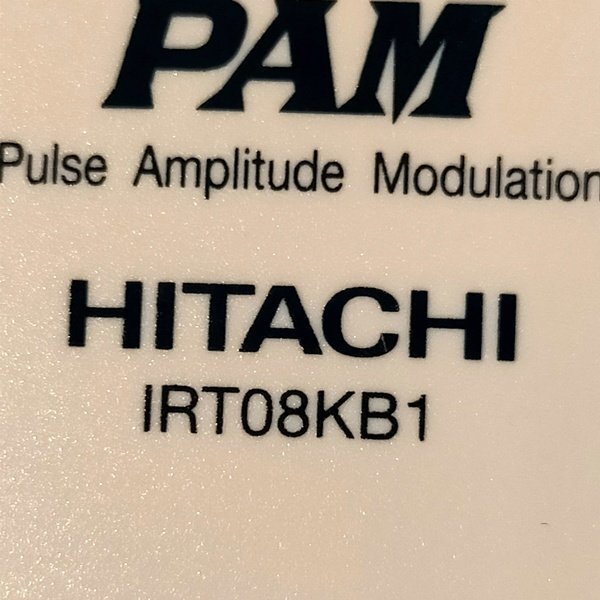 PAM
Pulse Amplitude Modulation
HITACHI
IRT08KB1